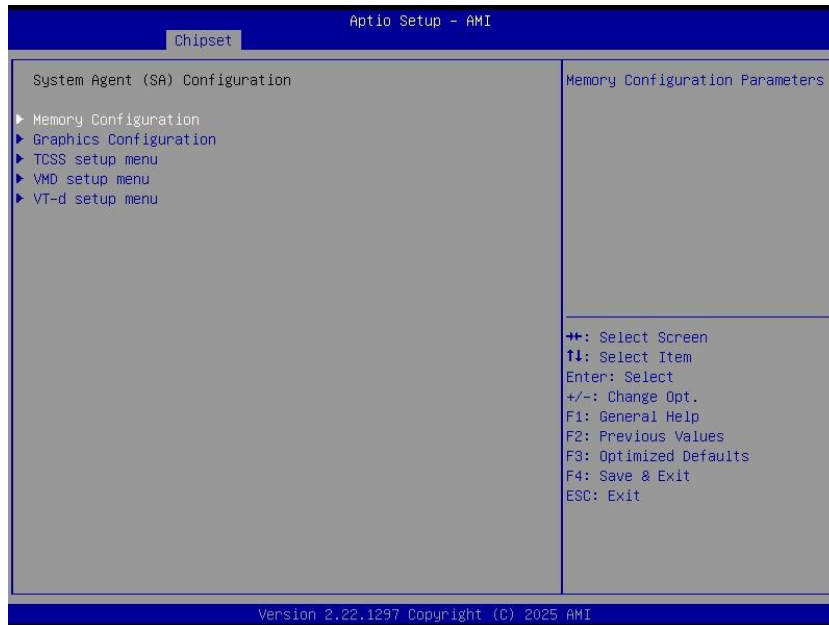 Aptio Setup – AMI
Chipset
System Agent (SA) Configuration
Memory Configuration
Graphics Configuration
TCSS setup menu
VMD setup menu
VT-d setup menu
Memory Configuration Parameters
→←: Select Screen
↑↓: Select Item
Enter: Select
+/-: Change Opt.
F1: General Help
F2: Previous Values
F3: Optimized Defaults
F4: Save & Exit
ESC: Exit
Version 2.22.1297 Copyright (C) 2025 AMI